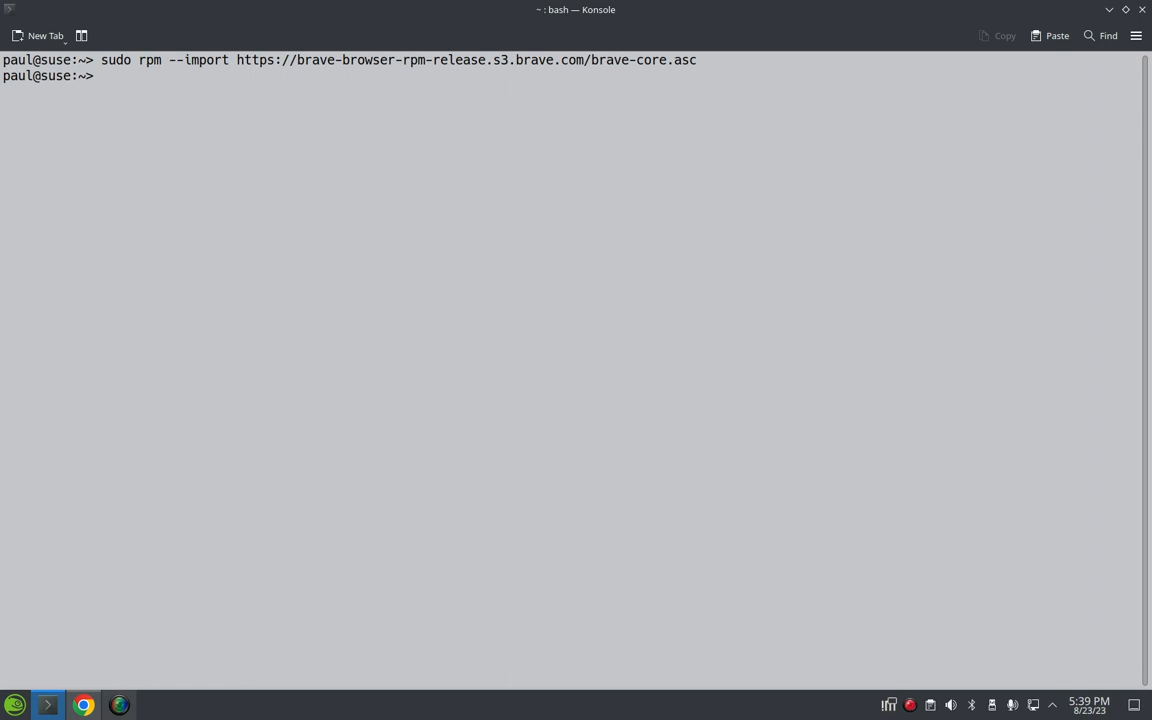 ~ : bash — Konsole
New Tab
Copy
Paste
Find
paul@suse:~> sudo rpm --import https://brave-browser-rpm-release.s3.brave.com/brave-core.asc
paul@suse:~>
5:39 PM
8/23/23